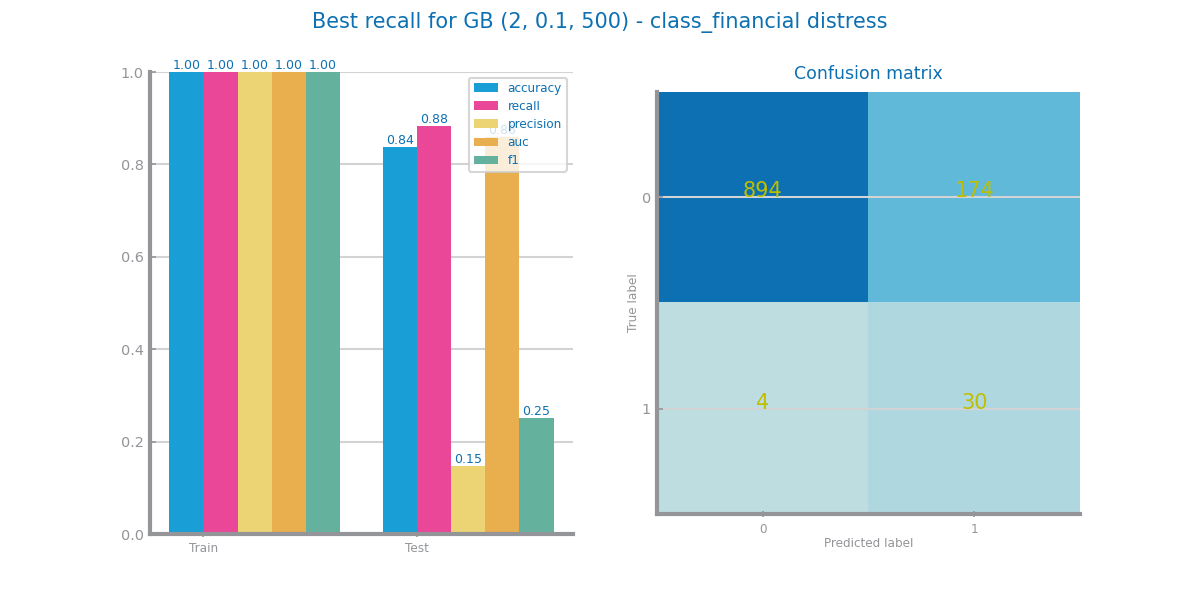 Best recall for GB (2, 0.1, 500) - class_financial distress
1.00 1.00 1.00 1.00 1.00
1.0
0.8
0.6
0.4
0.2
0.0
accuracy
recall
precision
auc
f1
0.84
0.88
0.15
0.86
0.25
Train
Test
Confusion matrix
True label
0
1
894
174
4
30
0
1
Predicted label